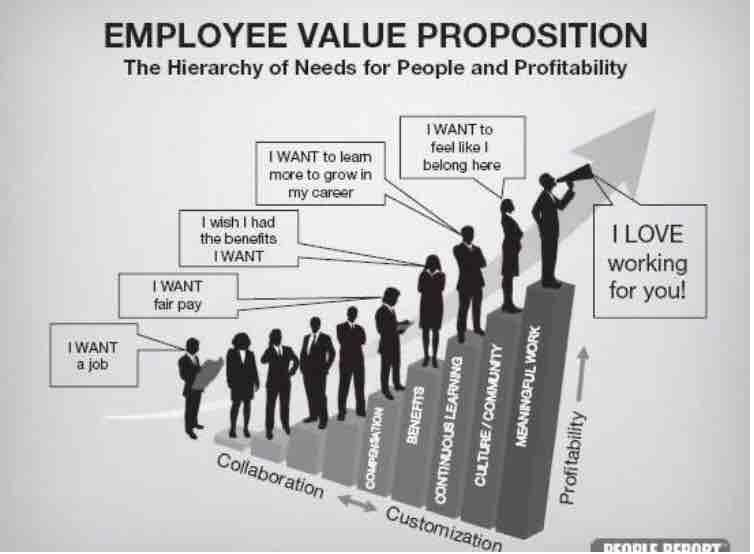 EMPLOYEE VALUE PROPOSITION
The Hierarchy of Needs for People and Profitability
I WANT to
feel like I
belong here
I WANT to learn
more to grow in
my career
I wish I had
the benefits
I WANT
I WANT
fair pay
I WANT
a job
I LOVE
working
for you!
COMPENSATION
BENEFITS
CONTINUOUS LEARNING
CULTURE / COMMUNITY
MEANINGFUL WORK
Profitability
Collaboration
Customization
PEOPLE REPORT